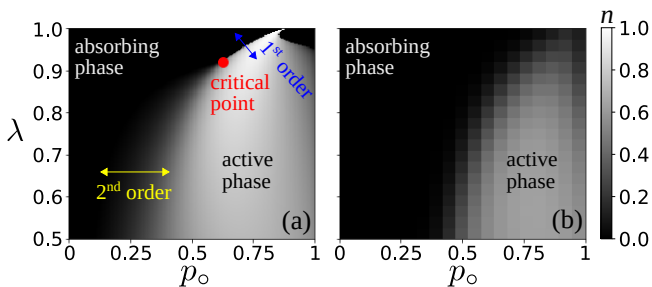 n
1.0
0.9
0.8
0.7
0.6
0.5
λ
absorbing
phase
1st order
critical
point
active
phase
2nd order
(a)
0
0.25
0.5
0.75
1
p○
absorbing
phase
active
phase
(b)
0
0.25
0.5
0.75
1
p○
1.0
0.8
0.6
0.4
0.2
0.0